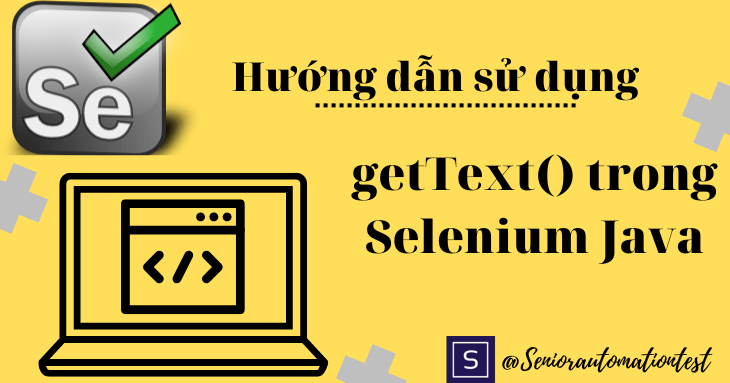 Se
Hướng dẫn sử dụng
getText() trong
Selenium Java
</>
S
@Seniorautomationtest